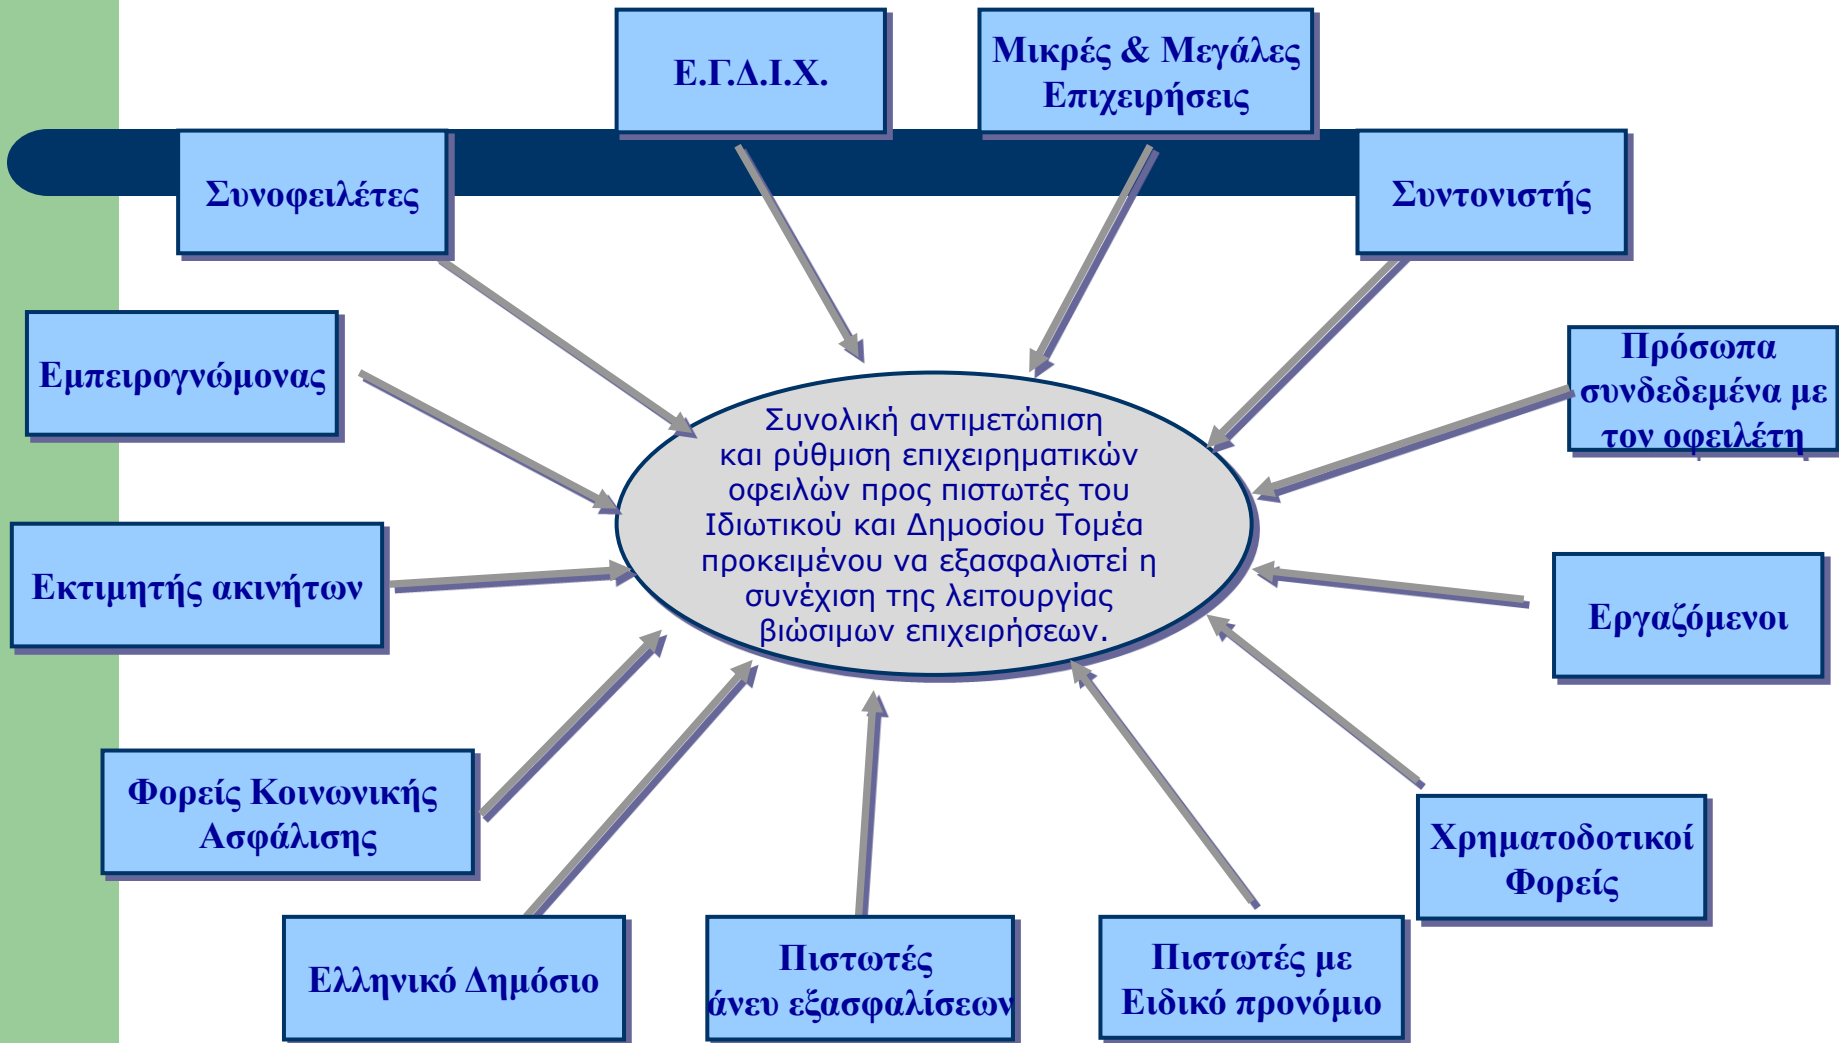 Ε.Γ.Δ.Ι.Χ.
Μικρές & Μεγάλες
Επιχειρήσεις
Συνοφειλέτες
Συντονιστής
Εμπειρογνώμονας
Πρόσωπα
συνδεδεμένα με
τον οφειλέτη
Συνολική αντιμετώπιση
και ρύθμιση επιχειρηματικών
οφειλών προς πιστωτές του
Ιδιωτικού και Δημοσίου Τομέα
προκειμένου να εξασφαλιστεί η
συνέχιση της λειτουργίας
βιώσιμων επιχειρήσεων.
Εκτιμητής ακινήτων
Εργαζόμενοι
Φορείς Κοινωνικής
Ασφάλισης
Χρηματοδοτικοί
Φορείς
Ελληνικό Δημόσιο
Πιστωτές
άνευ εξασφαλίσεων
Πιστωτές με
Ειδικό προνόμιο